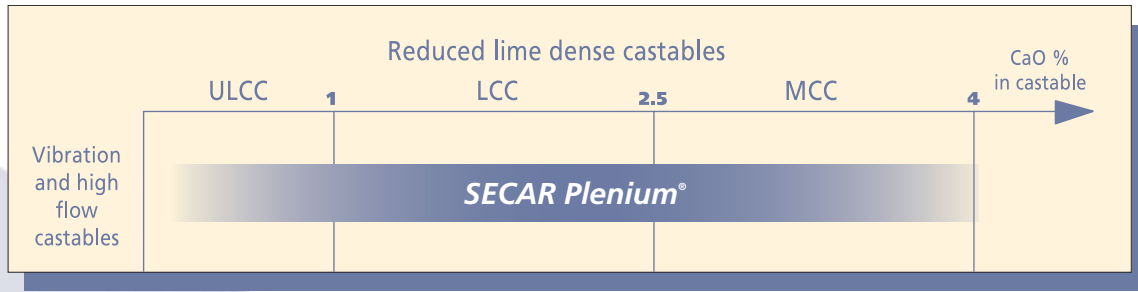 Reduced lime dense castables
CaO %
in castable
ULCC 1 LCC 2.5 MCC 4
Vibration
and high
flow
castables
SECAR Plenium®